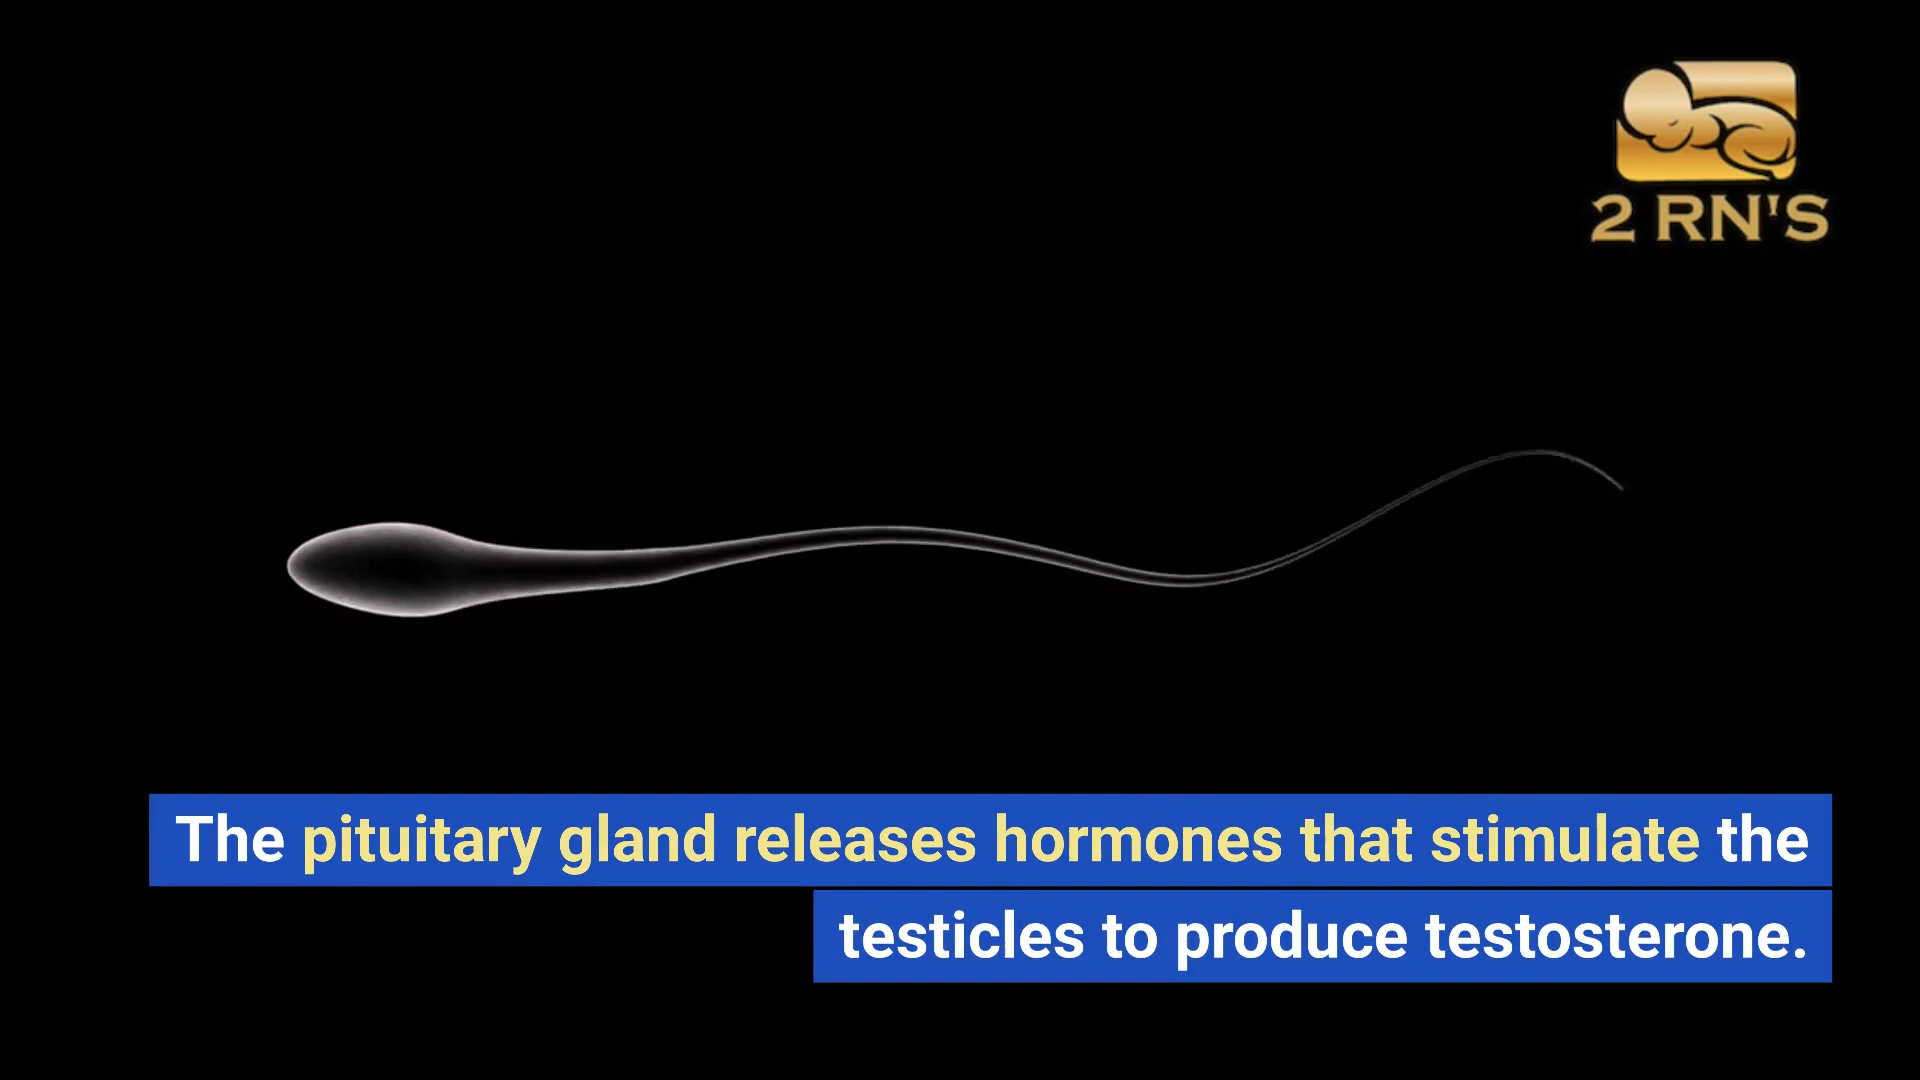 2 RN'S
The pituitary gland releases hormones that stimulate the
testicles to produce testosterone.